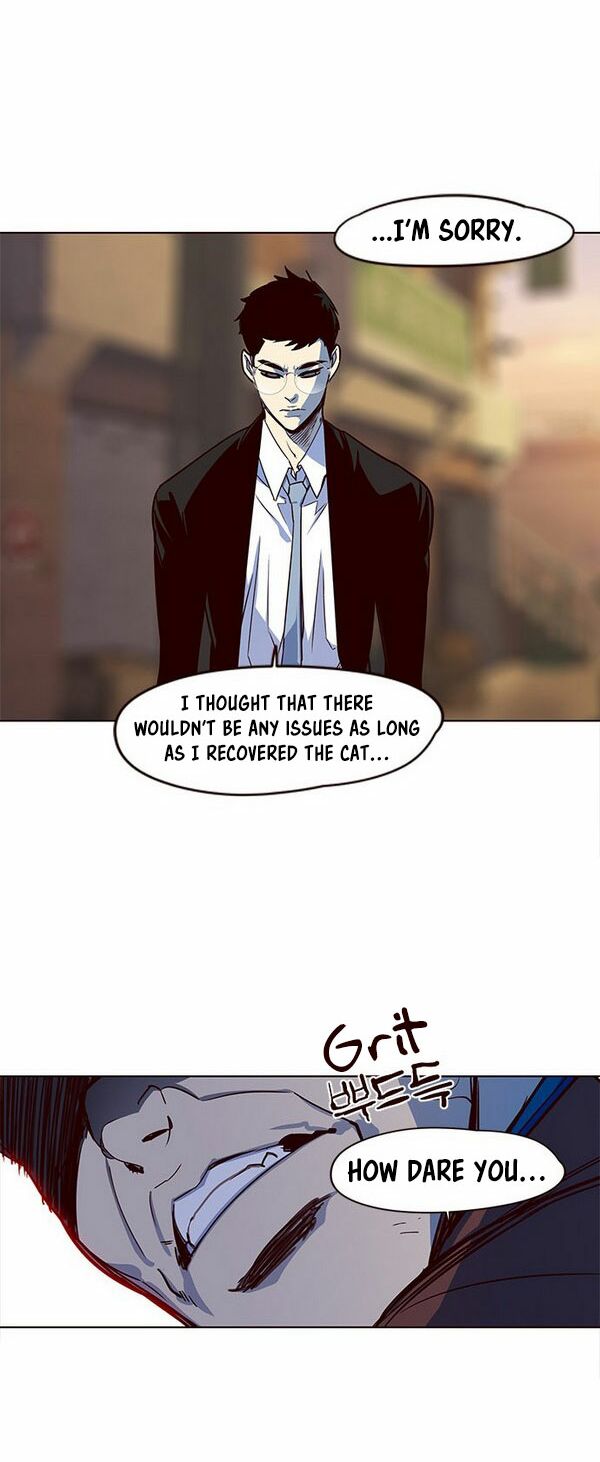 ...I'M SORRY.
I THOUGHT THAT THERE
WOULDN'T BE ANY ISSUES AS LONG
AS I RECOVERED THE CAT...
Grit
뿌드득
HOW DARE YOU...